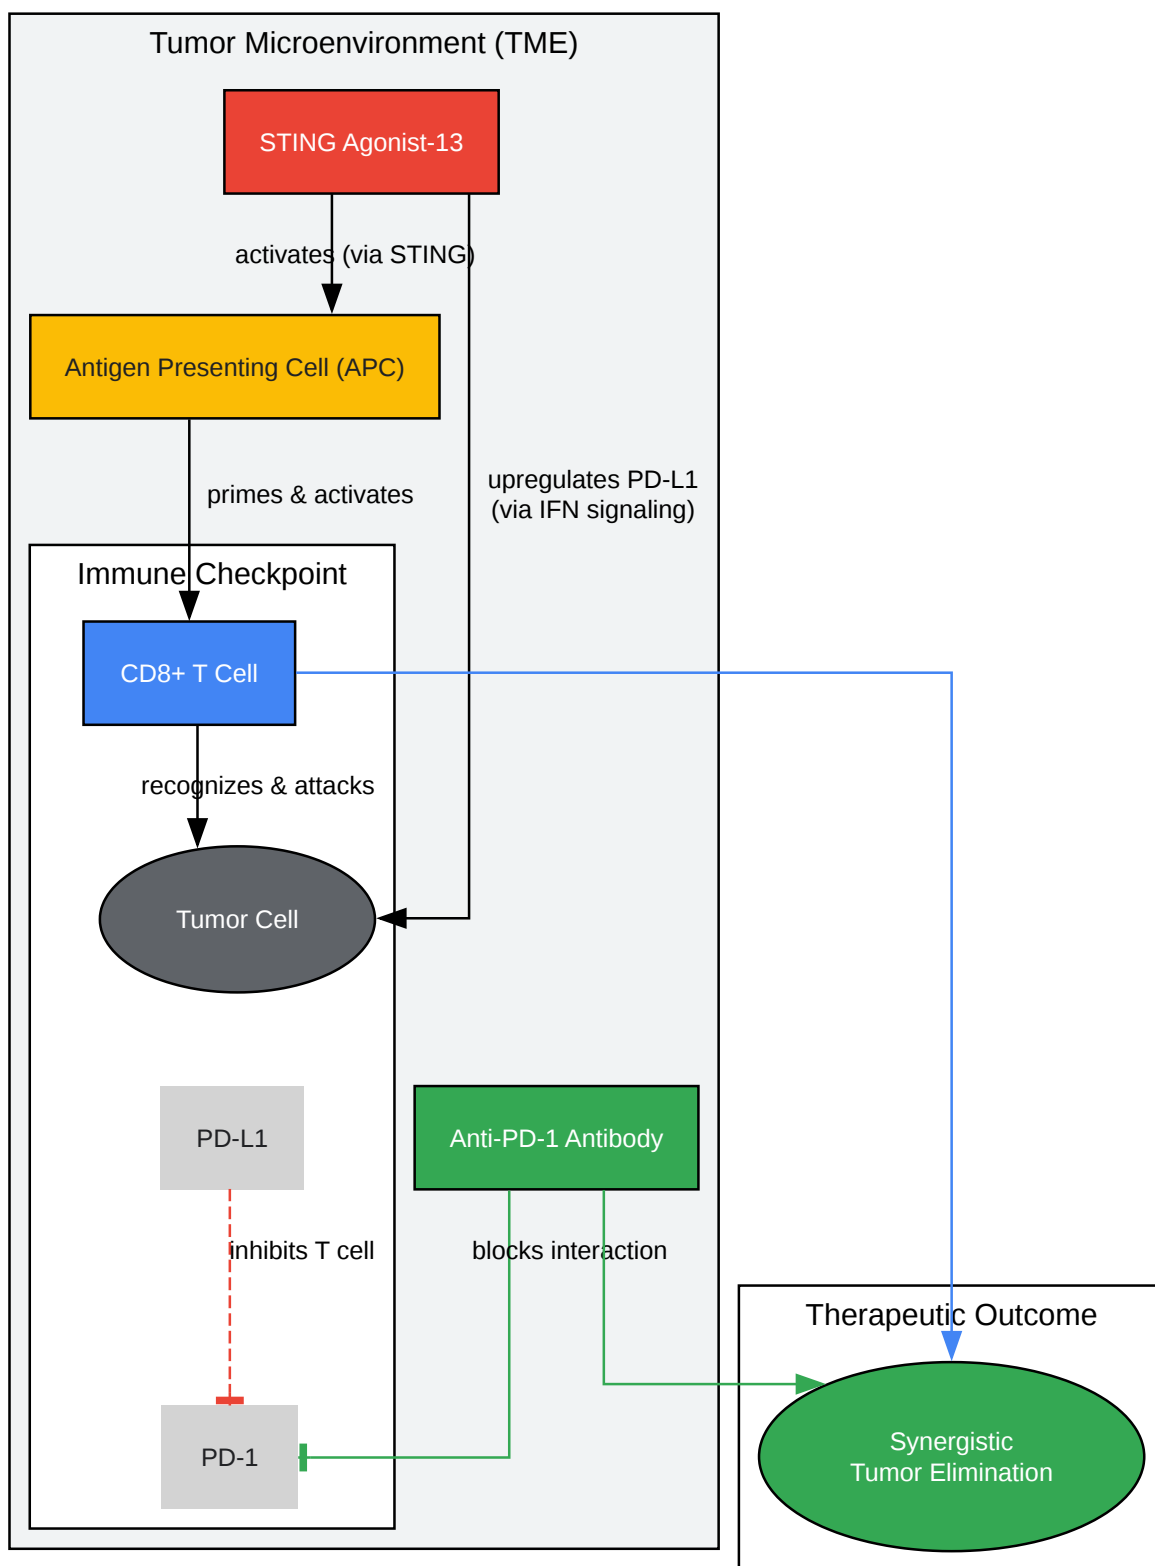 Tumor Microenvironment (TME)
STING Agonist-13
activates (via STING)
Antigen Presenting Cell (APC)
primes & activates
upregulates PD-L1
(via IFN signaling)
Immune Checkpoint
CD8+ T Cell
recognizes & attacks
Tumor Cell
PD-L1
Anti-PD-1 Antibody
inhibits T cell
blocks interaction
Therapeutic Outcome
PD-1
Synergistic
Tumor Elimination